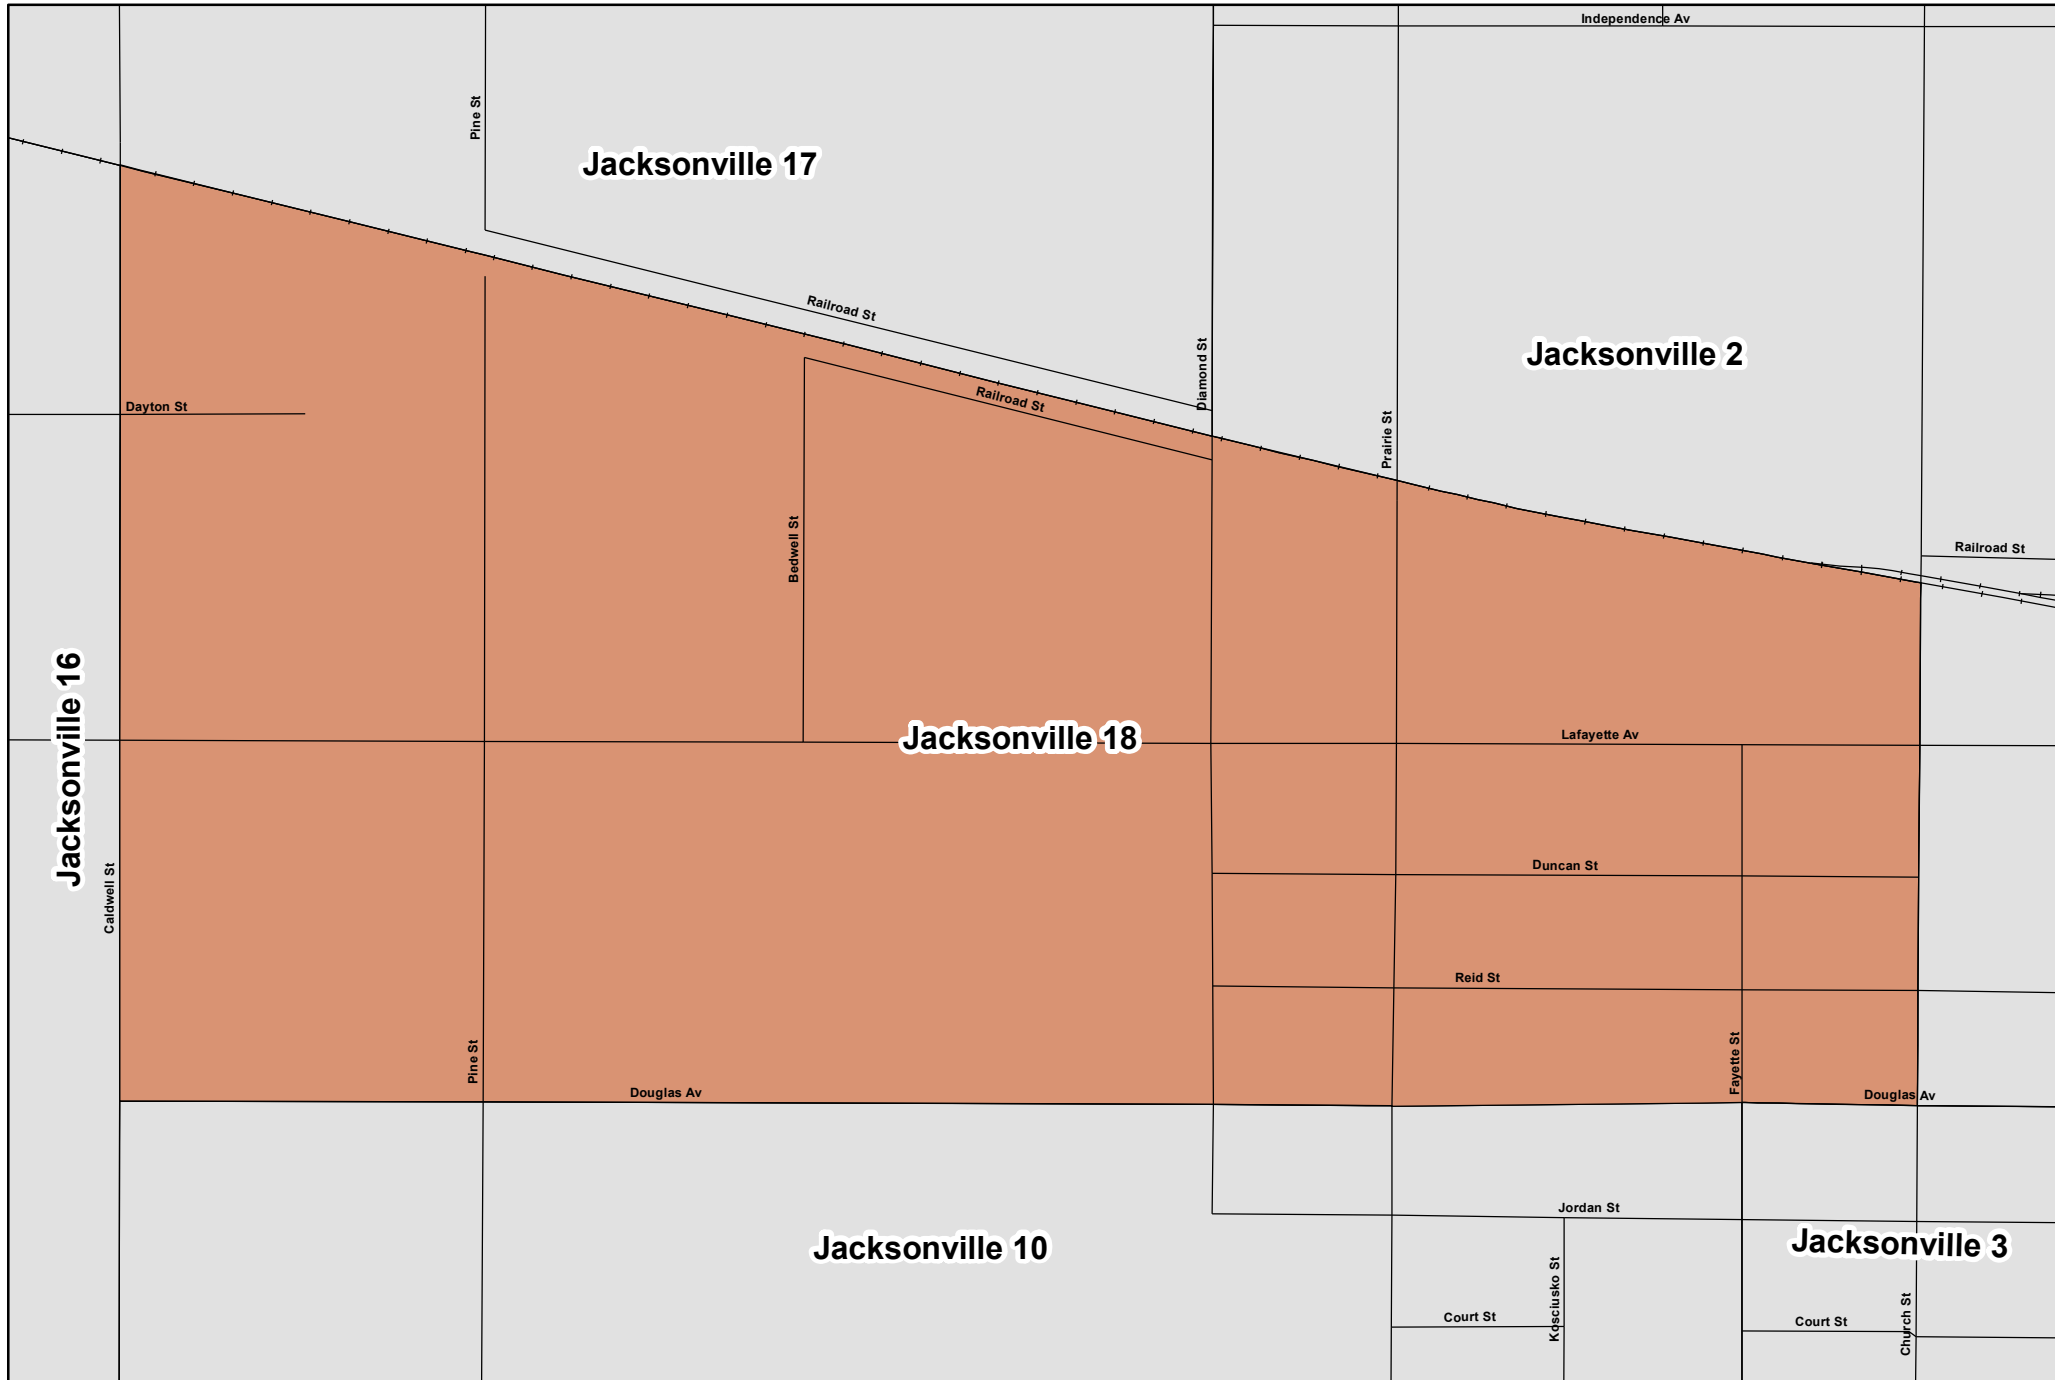 Independence Av
Pine St
Jacksonville 17
Railroad St
Diamond St
Jacksonville 2
Railroad St
Dayton St
Prairie St
Bedwell St
Railroad St
Jacksonville 16
Jacksonville 18
Lafayette Av
Caldwell St
Duncan St
Reid St
Pine St
Fayette St
Douglas Av
Douglas Av
Jordan St
Jacksonville 10
Jacksonville 3
Kosciusko St
Court St
Court St
Church St